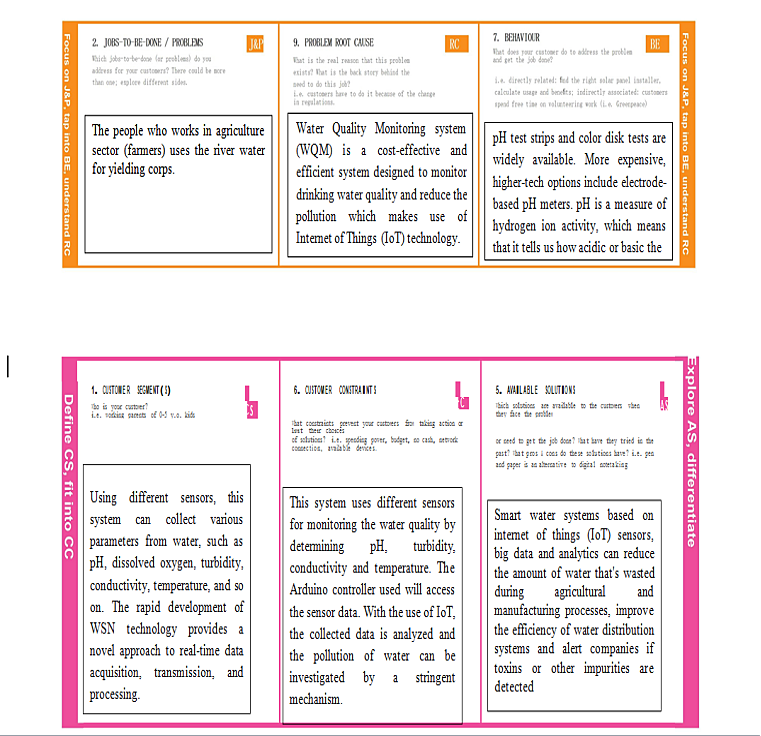 Focus on J&P, tap into BE, understand RC
2. JOBS-TO-BE-DONE / PROBLEMS
J&P
Which jobs-to-be-done (or problems) do you
address for your customers? There could be more
than one; explore different sides.
The people who works in agriculture
sector (farmers) uses the river water
for yielding corps.
9. PROBLEM ROOT CAUSE
RC
What is the real reason that this problem
exists? What is the back story behind the
need to do this job?
i.e. customers have to do it because of the change
in regulations.
Water Quality Monitoring system
(WQM) is a cost-effective and
efficient system designed to monitor
drinking water quality and reduce the
pollution which makes use of
Internet of Things (IoT) technology.
7. BEHAVIOUR
BE
What does your customer do to address the problem
and get the job done?
i.e. directly related: find the right solar panel installer,
calculate usage and benefits; indirectly associated: customers
spend free time on volunteering work (i.e. Greenpeace)
pH test strips and color disk tests are
widely available. More expensive,
higher-tech options include electrode-
based pH meters. pH is a measure of
hydrogen ion activity, which means
that it tells us how acidic or basic the
Focus on J&P, tap into BE, understand RC
Define CS, fit into CC
1. CUSTOMER SEGMENT(S)
CS
Who is your customer?
i.e. working parents of 0-5 y.o. kids
Using different sensors, this
system can collect various
parameters from water, such as
pH, dissolved oxygen, turbidity,
conductivity, temperature, and so
on. The rapid development of
WSN technology provides a
novel approach to real-time data
acquisition, transmission, and
processing.
6. CUSTOMER CONSTRAINTS
What constraints prevent your customers from taking action or
limit their choices
of solutions? i.e. spending power, budget, no cash, network
connection, available devices.
This system uses different sensors
for monitoring the water quality by
determining pH, turbidity,
conductivity and temperature. The
Arduino controller used will access
the sensor data. With the use of IoT,
the collected data is analyzed and
the pollution of water can be
investigated by a stringent
mechanism.
5. AVAILABLE SOLUTIONS
AS
Which solutions are available to the customers when
they face the problem
or need to get the job done? What have they tried in the
past? What pros & cons do these solutions have? i.e. pen
and paper is an alternative to digital notetaking
Smart water systems based on
internet of things (IoT) sensors,
big data and analytics can reduce
the amount of water that's wasted
during agricultural and
manufacturing processes, improve
the efficiency of water distribution
systems and alert companies if
toxins or other impurities are
detected
Explore AS, differentiate